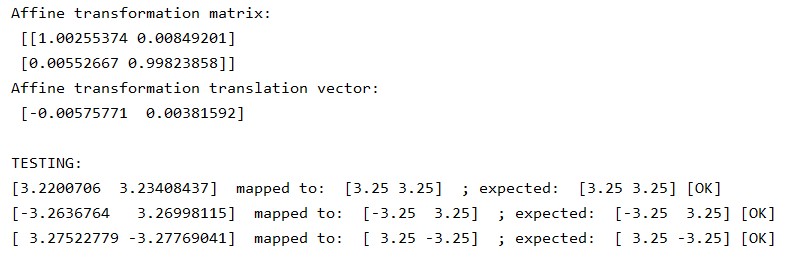 Affine transformation matrix:
 [[1.00255374 0.00849201]
 [0.00552667 0.99823858]]
Affine transformation translation vector:
 [-0.00575771  0.00381592]
TESTING:
[3.2200706  3.23408437]  mapped to:  [3.25 3.25]  ; expected:  [3.25 3.25] [OK]
[-3.2636764   3.26998115]  mapped to:  [-3.25  3.25]  ; expected:  [-3.25  3.25] [OK]
[ 3.27522779 -3.27769041]  mapped to:  [ 3.25 -3.25]  ; expected:  [ 3.25 -3.25] [OK]